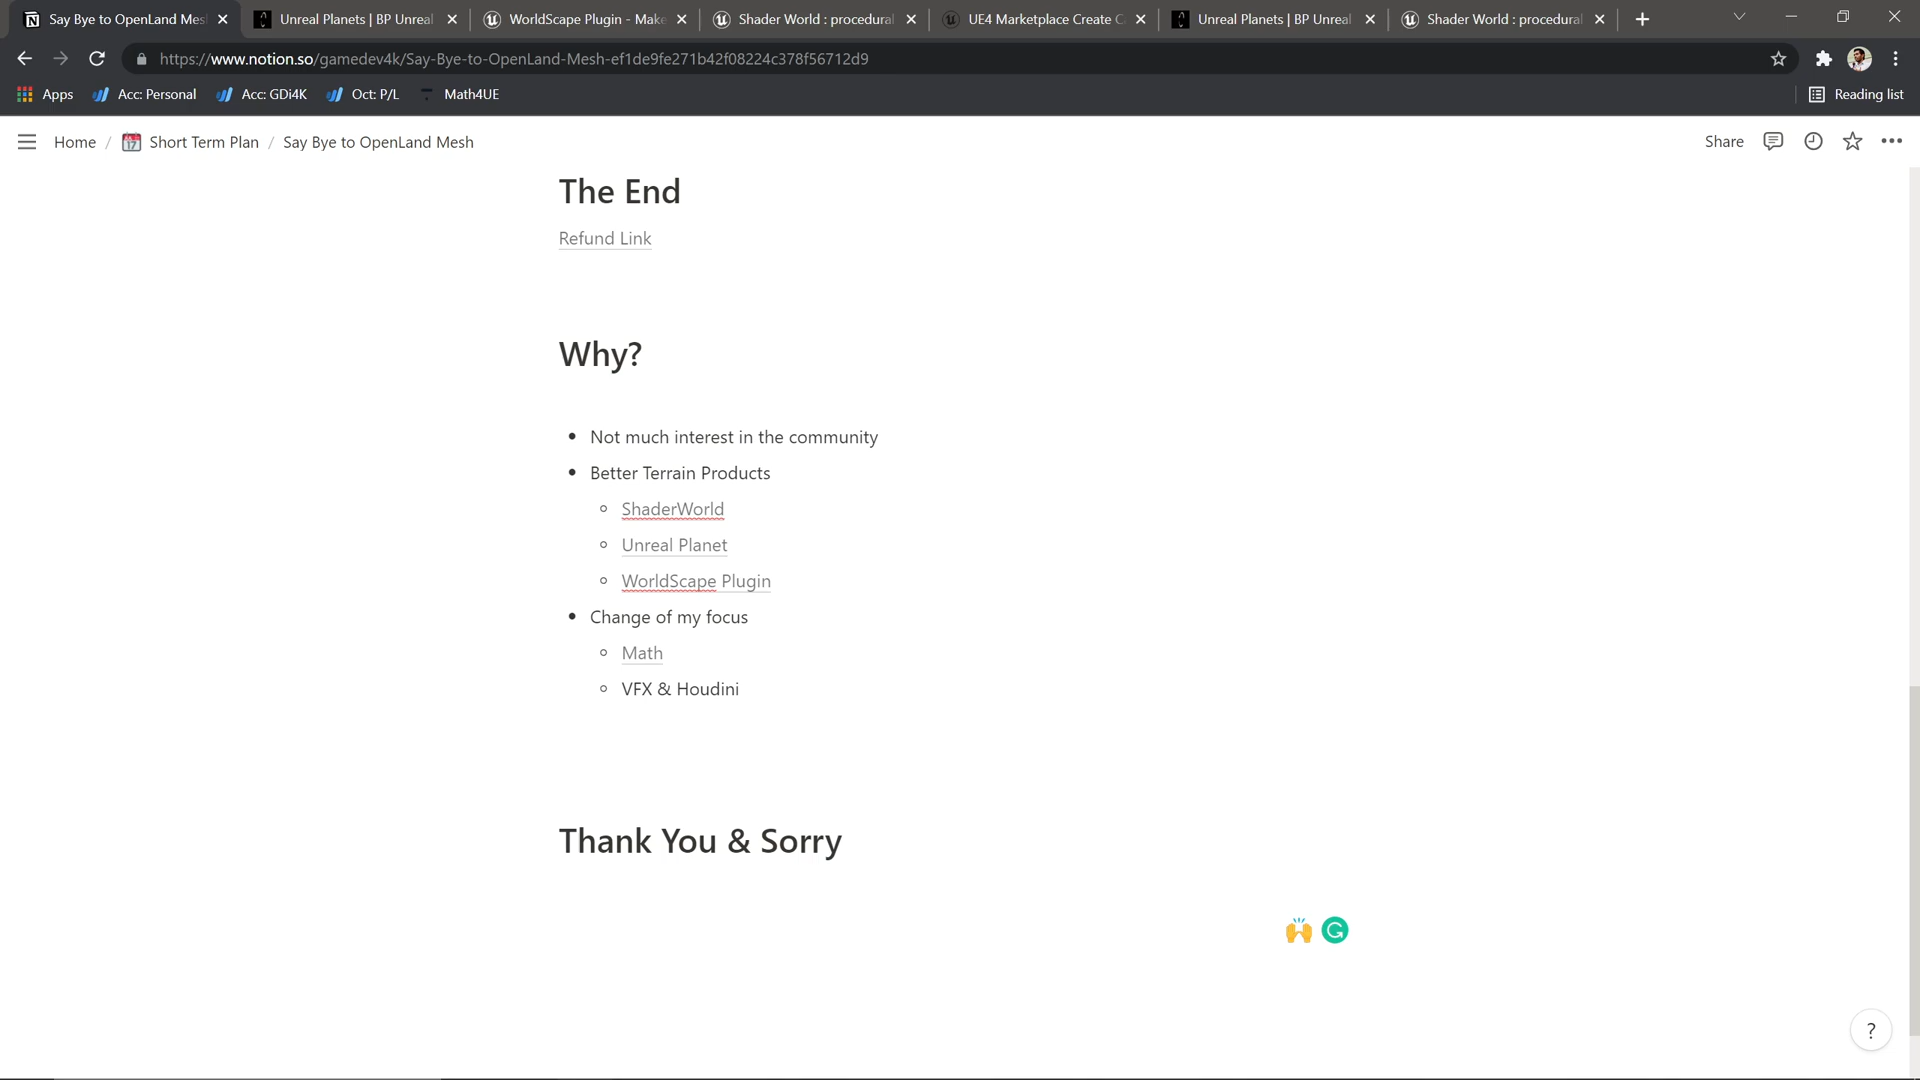 Say Bye to OpenLand Mes
Unreal Planets | BP Unreal
WorldScape Plugin - Make
Shader World : procedural
UE4 Marketplace Create C
Unreal Planets | BP Unreal
Shader World : procedural
https://www.notion.so/gamedev4k/Say-Bye-to-OpenLand-Mesh-ef1de9fe271b42f08224c378f56712d9
Apps
Acc: Personal
Acc: GDi4K
Oct: P/L
Math4UE
Reading list
Home / Short Term Plan / Say Bye to OpenLand Mesh
Share
The End
Refund Link
Why?
Not much interest in the community
Better Terrain Products
ShaderWorld
Unreal Planet
WorldScape Plugin
Change of my focus
Math
VFX & Houdini
Thank You & Sorry
?